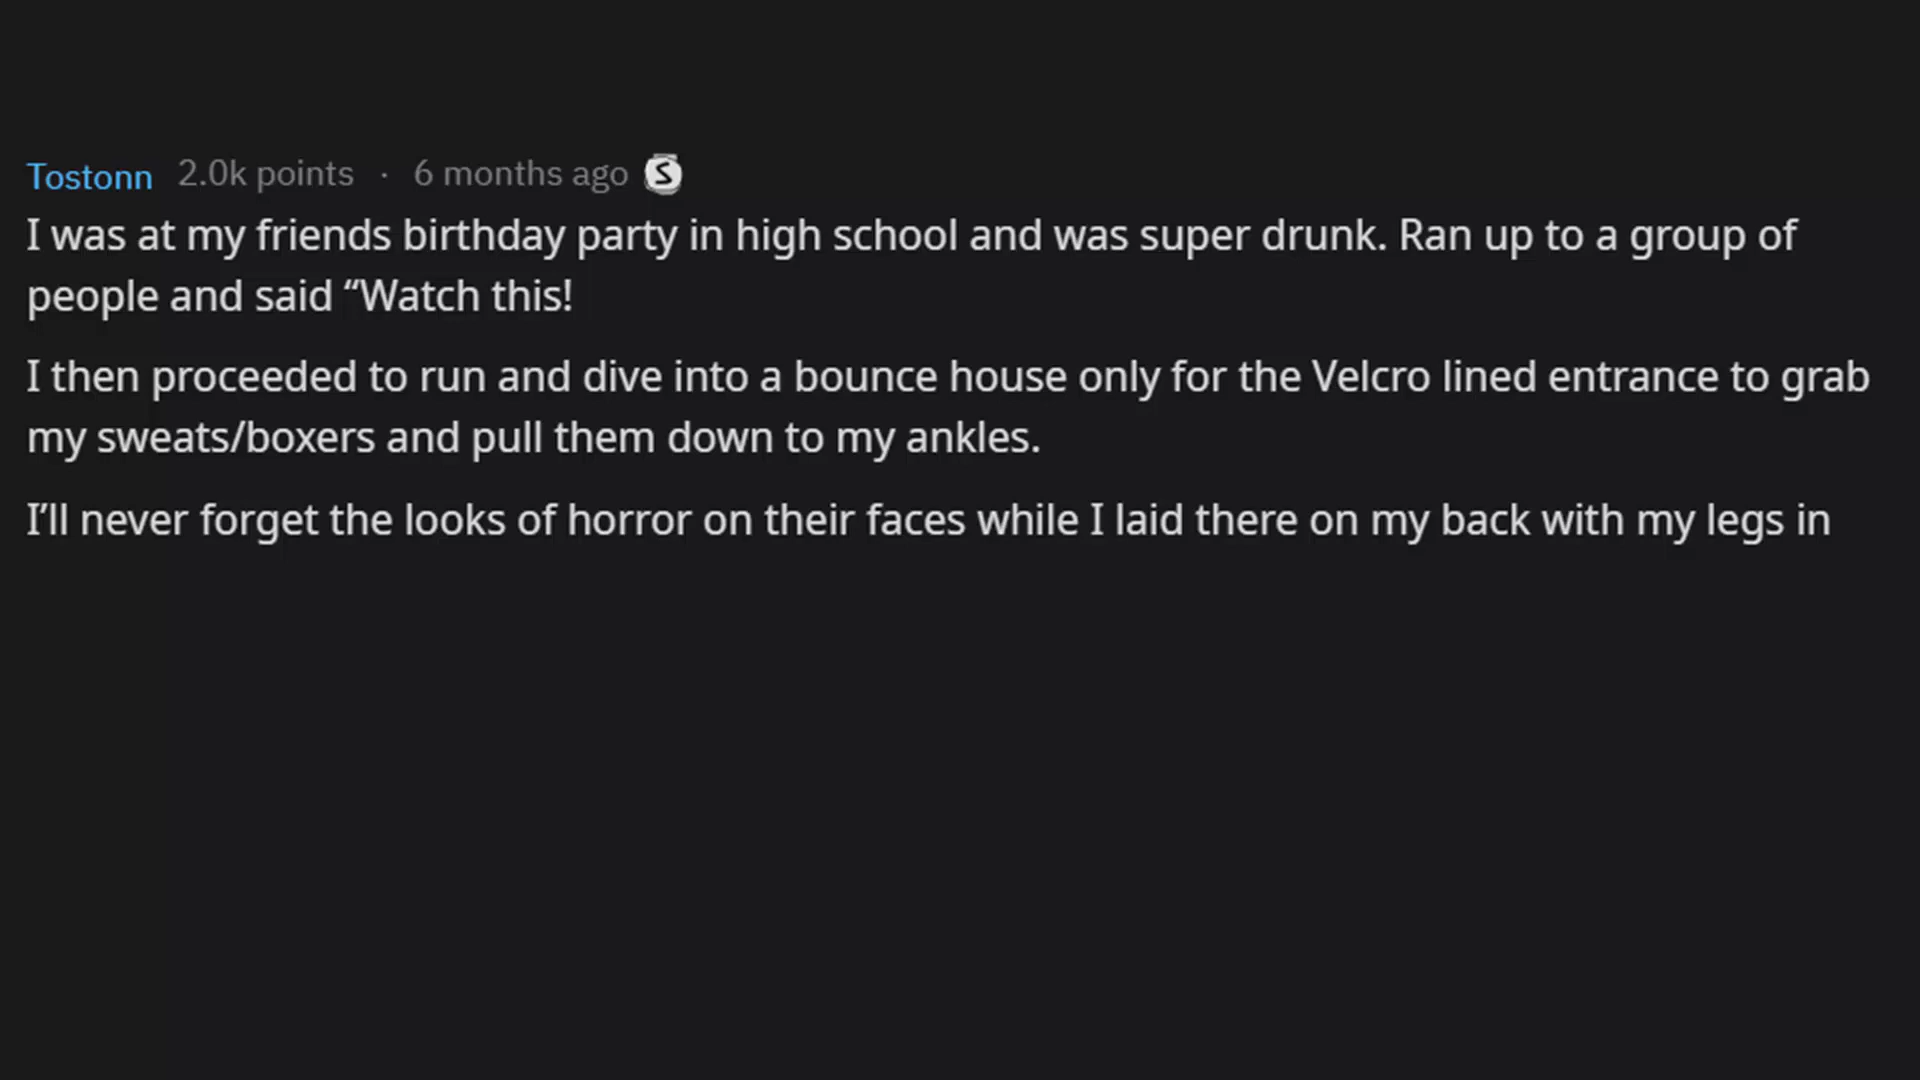 Tostonn 2.0k points · 6 months ago S
I was at my friends birthday party in high school and was super drunk. Ran up to a group of
people and said “Watch this!
I then proceeded to run and dive into a bounce house only for the Velcro lined entrance to grab
my sweats/boxers and pull them down to my ankles.
I’ll never forget the looks of horror on their faces while I laid there on my back with my legs in